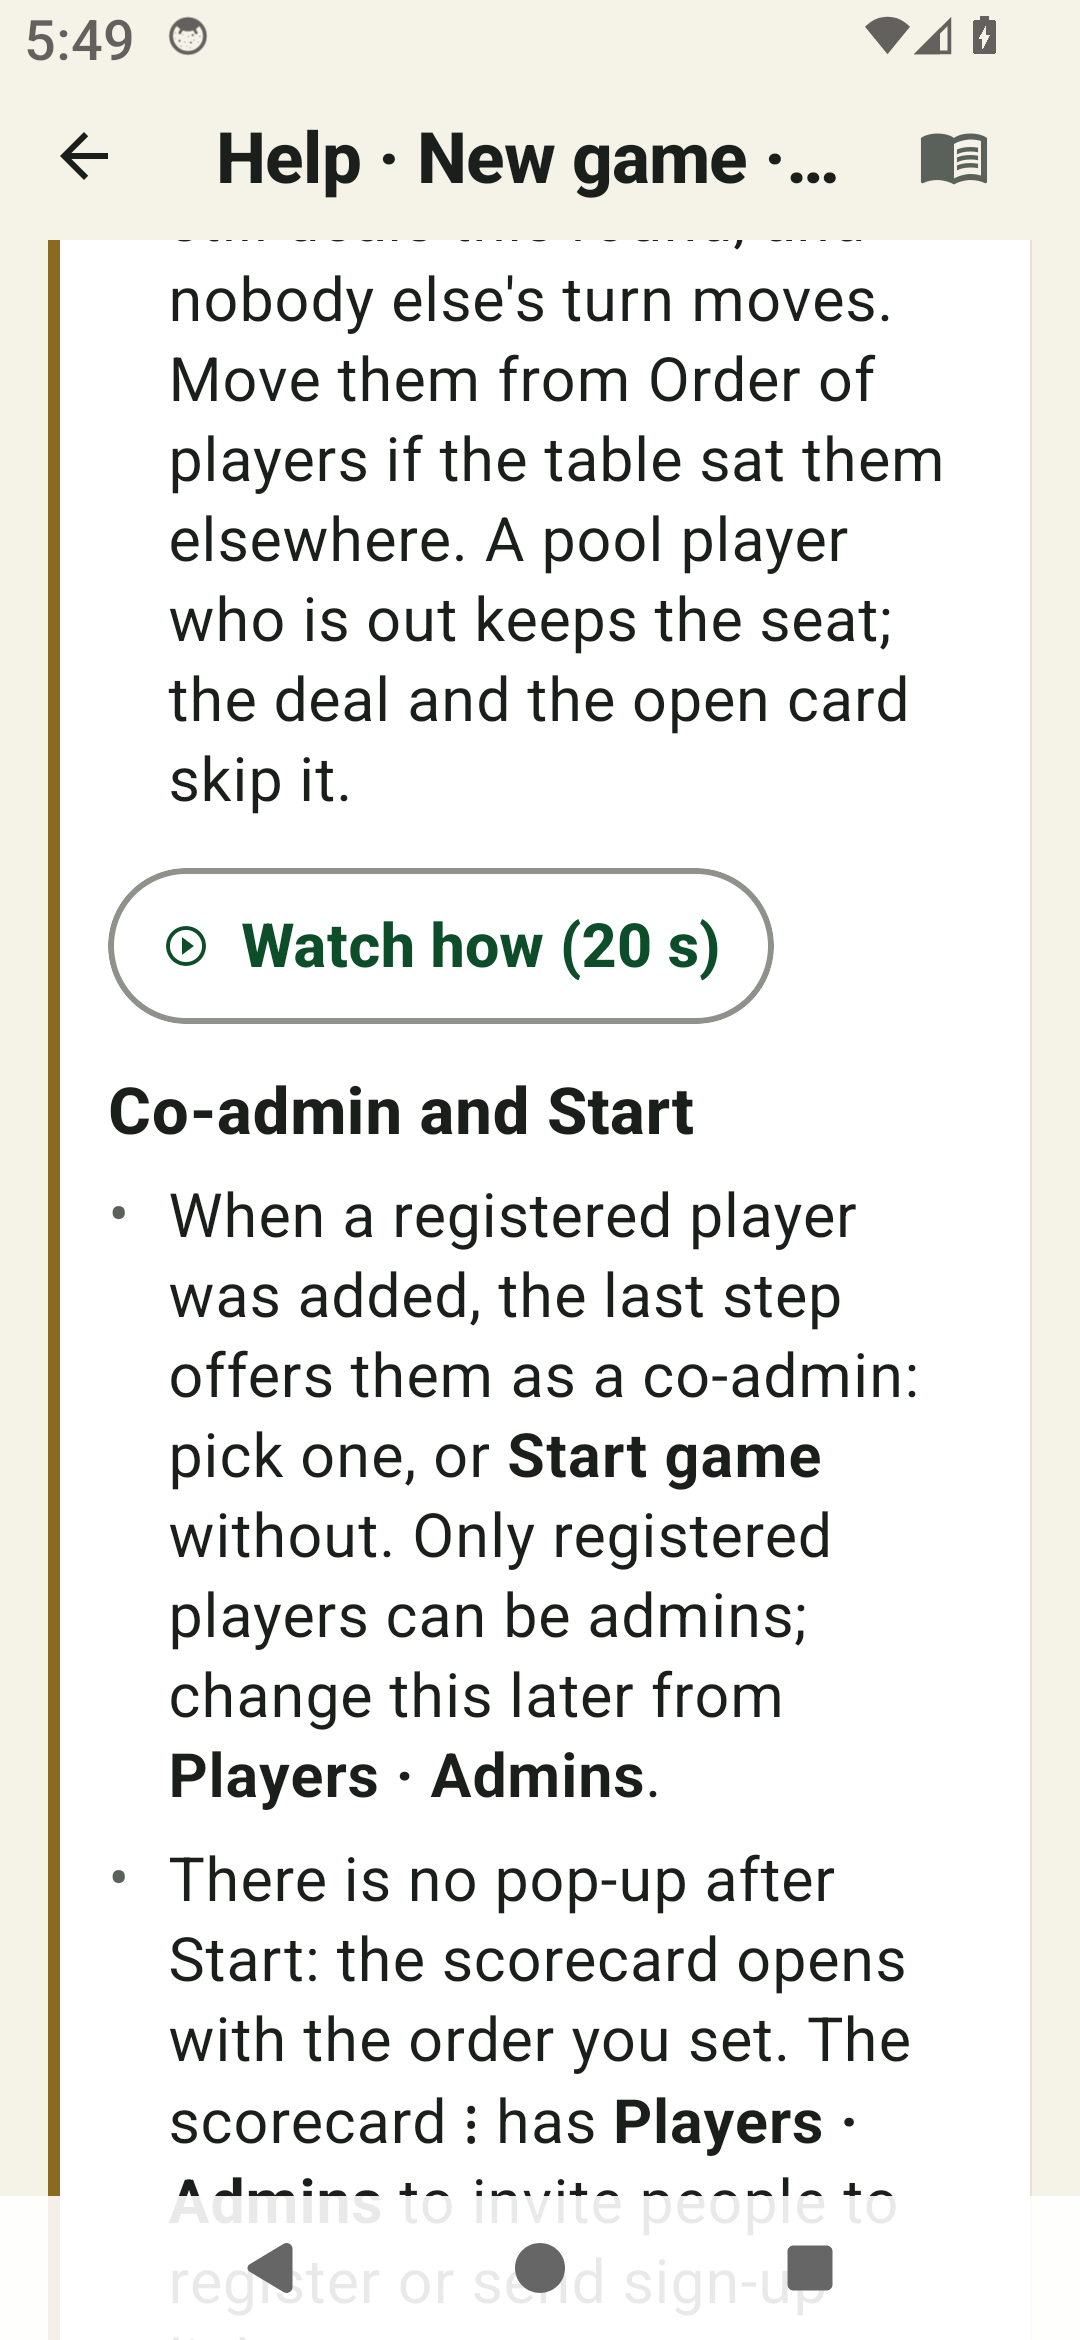 5:49
Help · New game ·...
nobody else's turn moves.
Move them from Order of
players if the table sat them
elsewhere. A pool player
who is out keeps the seat;
the deal and the open card
skip it.
Watch how (20 s)
Co-admin and Start
• When a registered player
was added, the last step
offers them as a co-admin:
pick one, or Start game
without. Only registered
players can be admins;
change this later from
Players · Admins.
• There is no pop-up after
Start: the scorecard opens
with the order you set. The
scorecard ⋮ has Players ·
Admins to invite people to
register or send sign-up